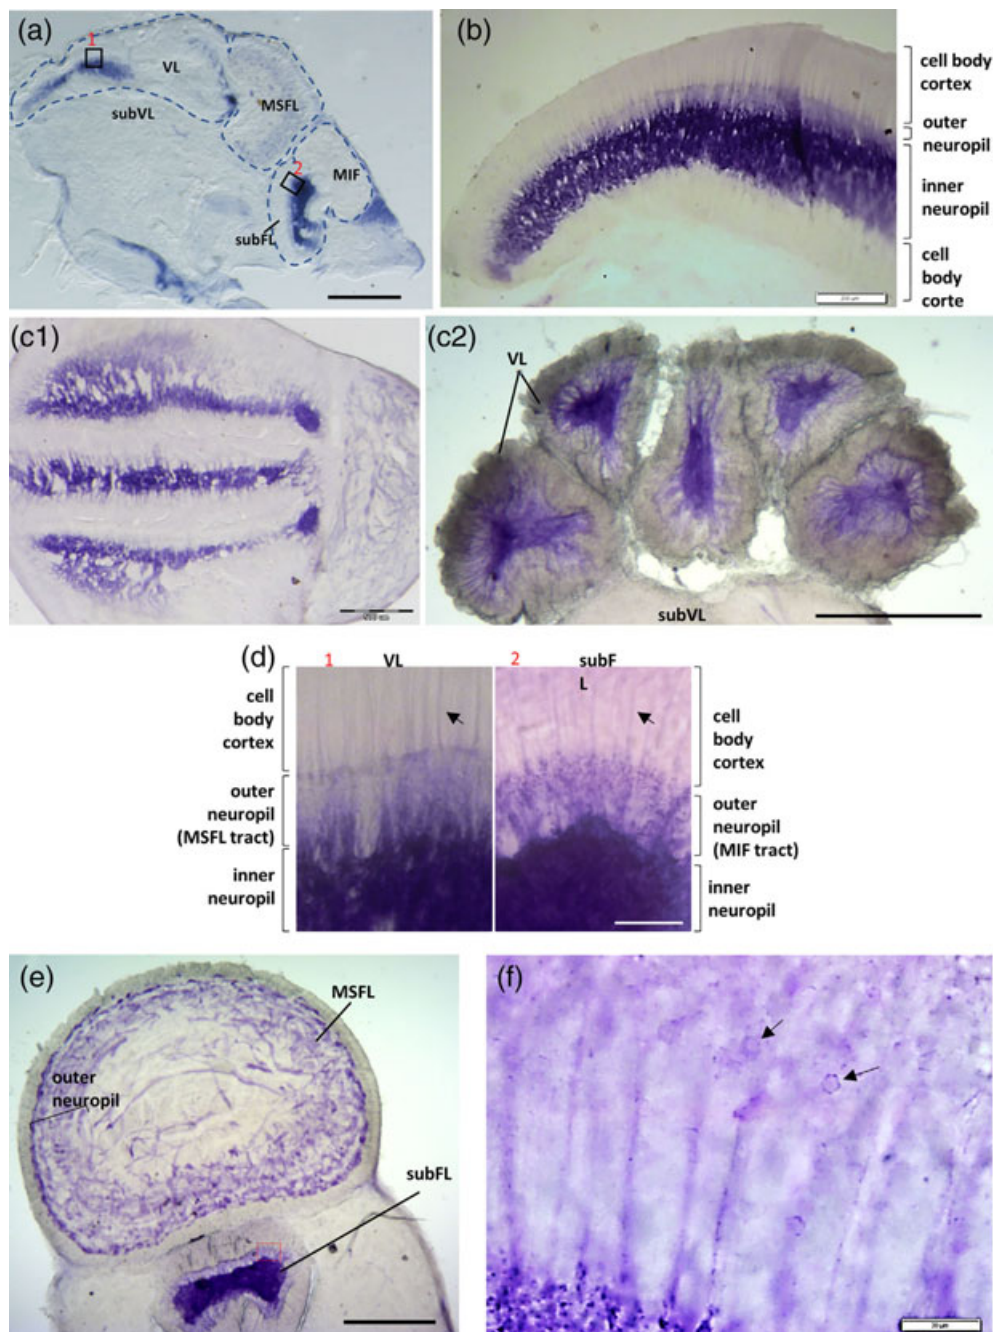 (a)
1
VL
subVL
MSFL
2
MIF
subFL
(b)
cell body
cortex
outer
neuropil
inner
neuropil
cell
body
corte
200 µm
(c1)
(c2)
VL
subVL
(d)
1
VL
2
subF
L
cell
body
cortex
outer
neuropil
(MSFL tract)
inner
neuropil
cell
body
cortex
outer
neuropil
(MIF tract)
inner
neuropil
(e)
MSFL
outer
neuropil
subFL
(f)